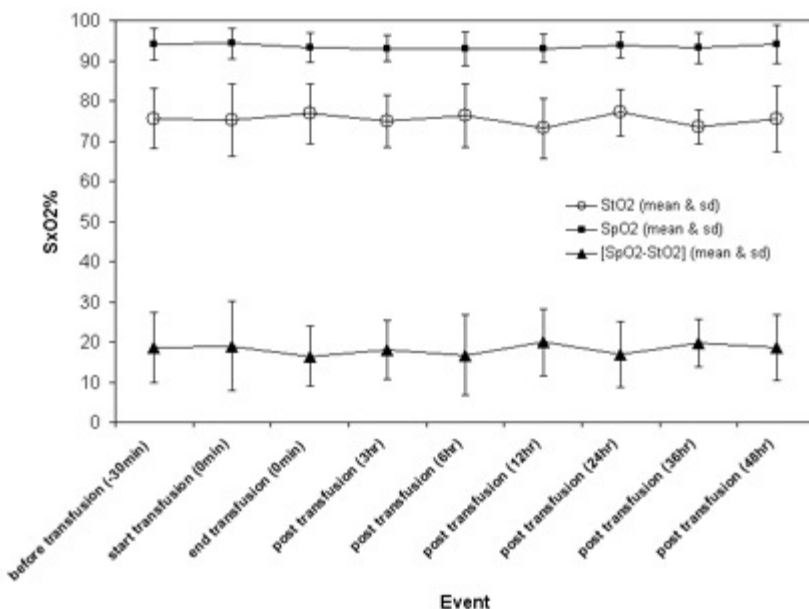 100
90
80
70
60
50
40
30
20
10
0
SxO2%
StO2 (mean & sd)
SpO2 (mean & sd)
[SpO2-StO2] (mean & sd)
before transfusion (-30min)
start transfusion (0min)
end transfusion (0min)
post transfusion (3hr)
post transfusion (6hr)
post transfusion (12hr)
post transfusion (24hr)
post transfusion (36hr)
post transfusion (48hr)
Event